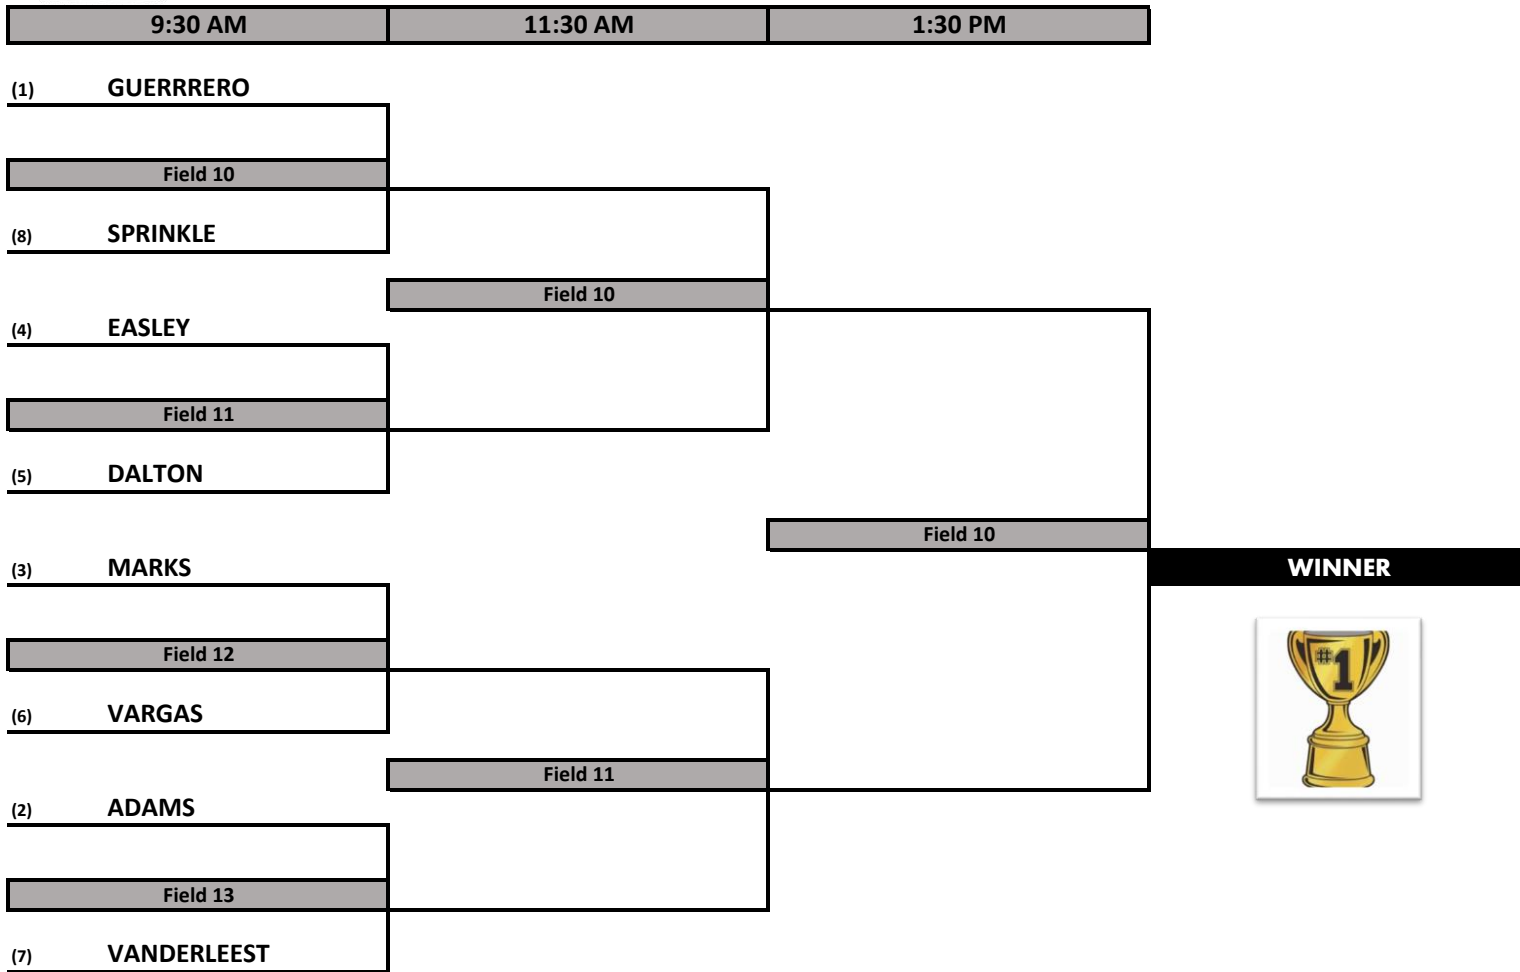 9:30 AM 11:30 AM 1:30 PM
(1) GUERRRERO
Field 10
(8) SPRINKLE
Field 10
(4) EASLEY
Field 11
(5) DALTON
Field 10
(3) MARKS
WINNER
Field 12
#1
(6) VARGAS
Field 11
(2) ADAMS
Field 13
(7) VANDERLEEST